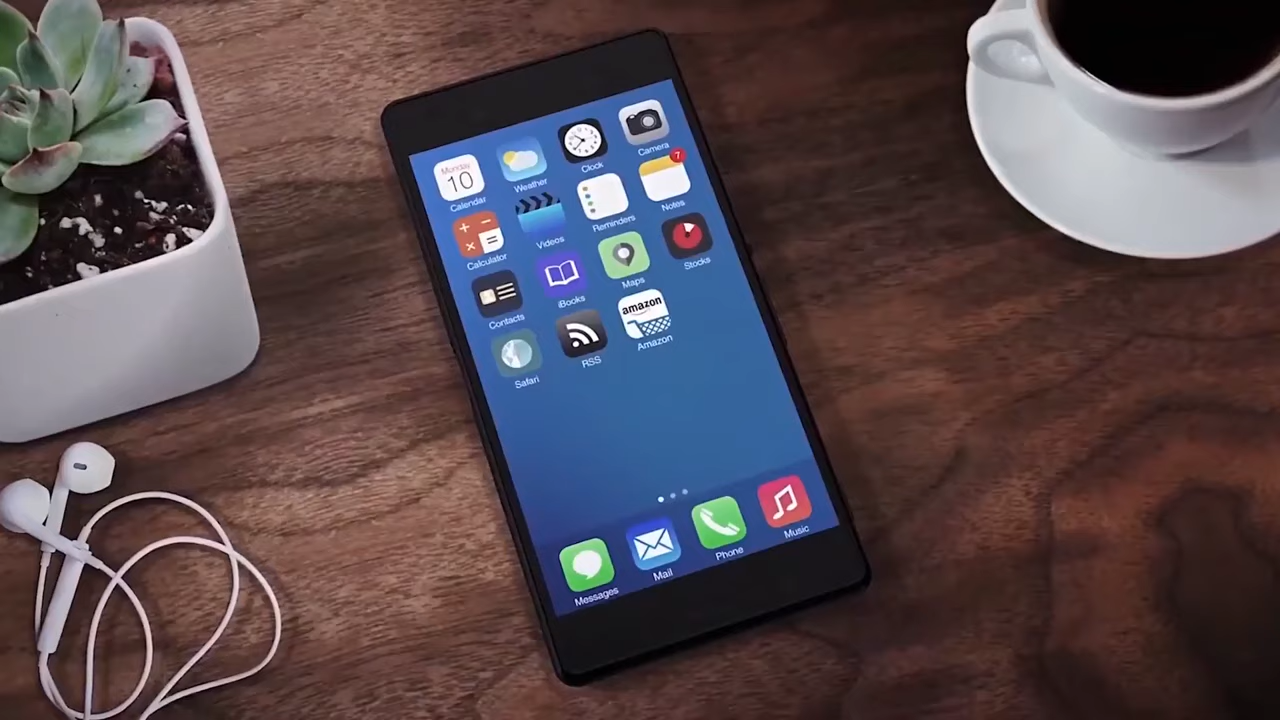 Monday
10
Calendar
Weather
Clock
Camera
Calculator
Videos
Reminders
7
Notes
Contacts
iBooks
Maps
Stocks
Safari
RSS
amazon
Amazon
Messages
Mail
Phone
Music